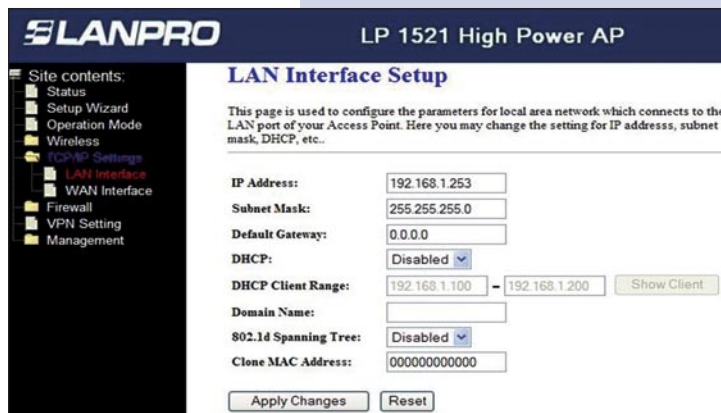 LANPRO
LP 1521 High Power AP
Site contents:
Status
Setup Wizard
Operation Mode
Wireless
TCP/IP Settings
LAN Interface
WAN Interface
Firewall
VPN Setting
Management
LAN Interface Setup
This page is used to configure the parameters for local area network which connects to the
LAN port of your Access Point. Here you may change the setting for IP addresss, subnet
mask, DHCP, etc..
IP Address: 192.168.1.253
Subnet Mask: 255.255.255.0
Default Gateway: 0.0.0.0
DHCP: Disabled
DHCP Client Range: 192.168.1.100 – 192.168.1.200 Show Client
Domain Name:
802.1d Spanning Tree: Disabled
Clone MAC Address: 000000000000
Apply Changes Reset